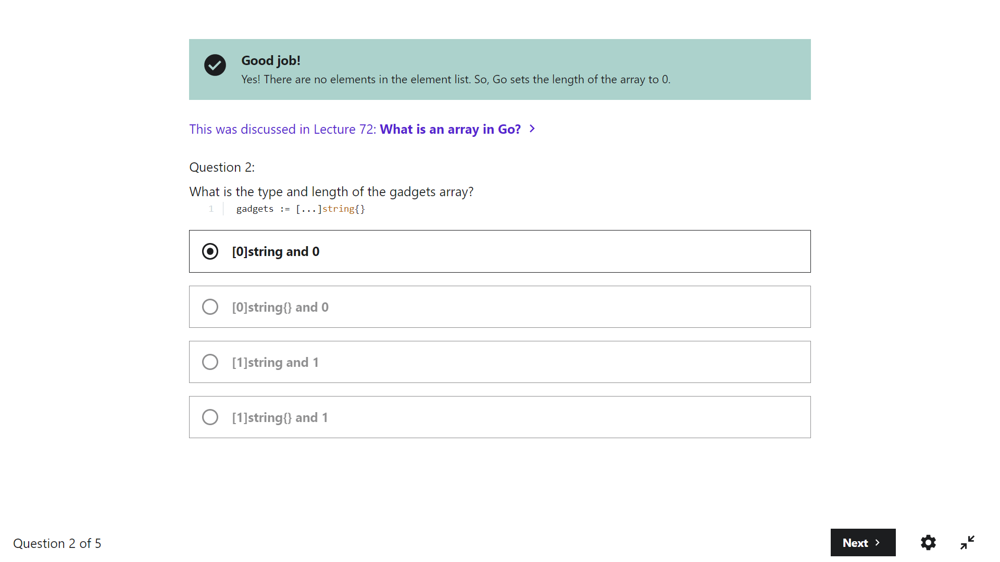 Good job!
Yes! There are no elements in the element list. So, Go sets the length of the array to 0.
This was discussed in Lecture 72: What is an array in Go?
Question 2:
What is the type and length of the gadgets array?
1 gadgets := [...]string{}
[0]string and 0
[0]string{} and 0
[1]string and 1
[1]string{} and 1
Question 2 of 5
Next